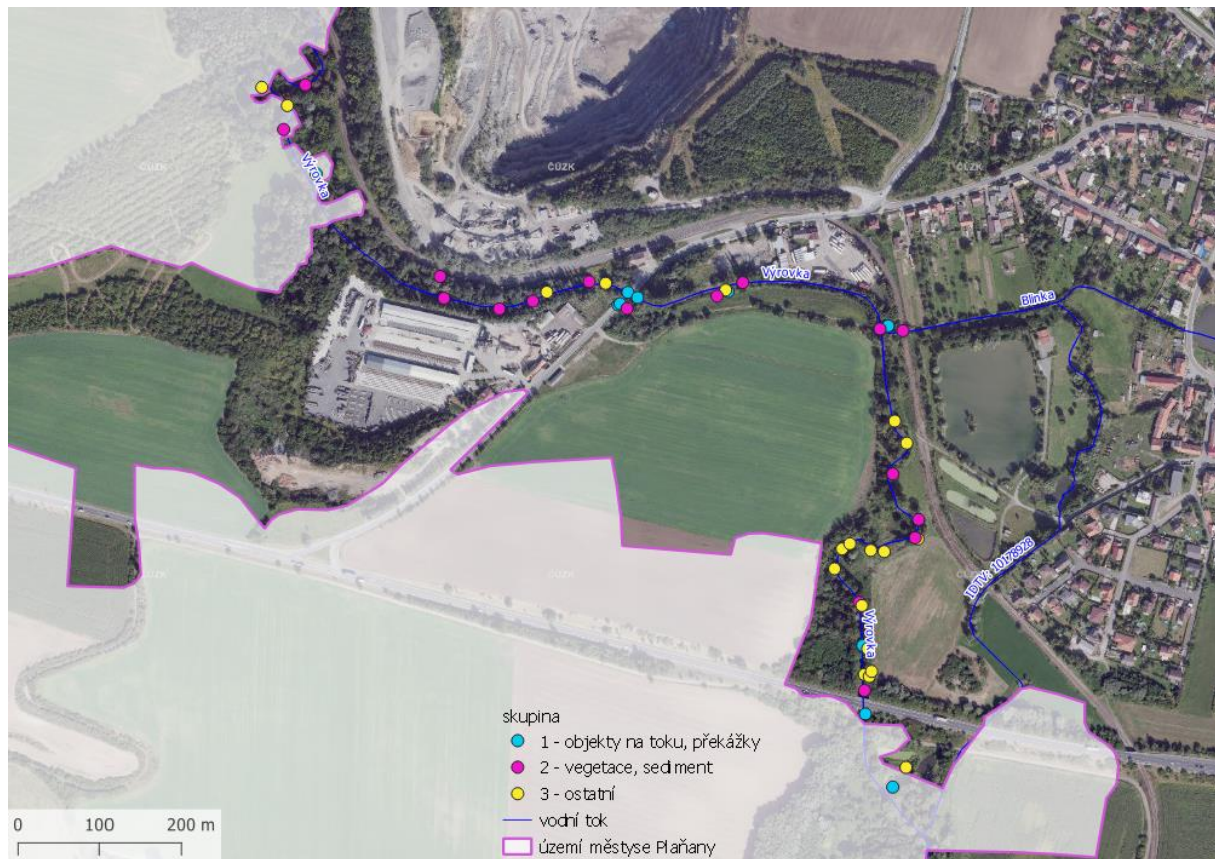 ČÚZK
ČÚZK
Výrovka
Výrovka
Blinka
IDTV: 10178928
ČÚZK
ČÚZK
Výrovka
skupina
1 - objekty na toku, překážky
2 - vegetace, sediment
3 - ostatní
vodní tok
území městyse Plaňany
0 100 200 m